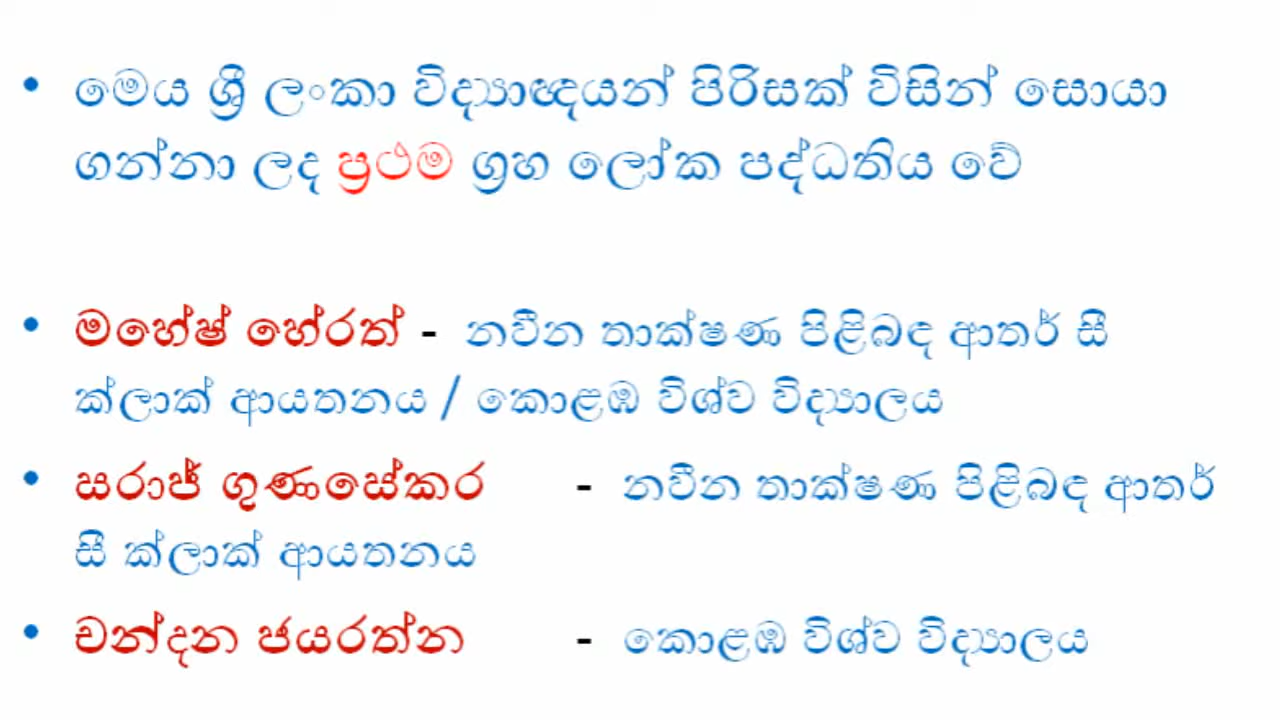 • මෙය ශ්‍රී ලංකා විද්‍යාඥයන් පිරිසක් විසින් සොයා
ගන්නා ලද ප්‍රථම ග්‍රහ ලෝක පද්ධතිය වේ
• මහේෂ් හේරත් - නවීන තාක්ෂණ පිළිබඳ ආතර් සී
ක්ලාක් ආයතනය / කොළඹ විශ්ව විද්‍යාලය
• සරාජ් ගුණසේකර - නවීන තාක්ෂණ පිළිබඳ ආතර්
සී ක්ලාක් ආයතනය
• චන්දන ජයරත්න - කොළඹ විශ්ව විද්‍යාලය